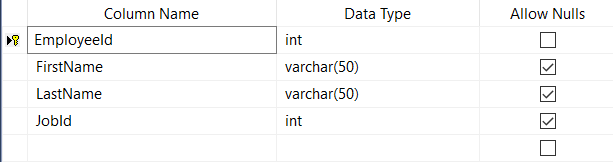 Column Name Data Type Allow Nulls
EmployeeId int
FirstName varchar(50)
LastName varchar(50)
JobId int